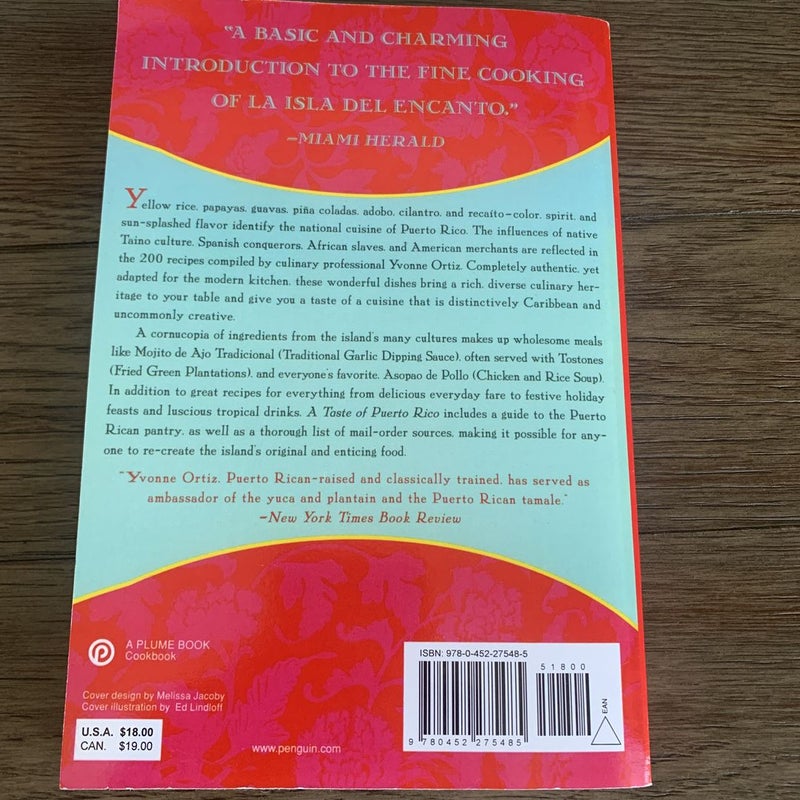 "A BASIC AND CHARMING
INTRODUCTION TO THE FINE COOKING
OF LA ISLA DEL ENCANTO."
–MIAMI HERALD
Yellow rice, papayas, guavas, piña coladas, adobo, cilantro, and recaíto–color, spirit, and
sun-splashed flavor identify the national cuisine of Puerto Rico. The influences of native
Taino culture, Spanish conquerors, African slaves, and American merchants are reflected in
the 200 recipes compiled by culinary professional Yvonne Ortiz. Completely authentic, yet
adapted for the modern kitchen, these wonderful dishes bring a rich, diverse culinary her-
itage to your table and give you a taste of a cuisine that is distinctively Caribbean and
uncommonly creative.
A cornucopia of ingredients from the island's many cultures makes up wholesome meals
like Mojito de Ajo Tradicional (Traditional Garlic Dipping Sauce), often served with Tostones
(Fried Green Plantations), and everyone's favorite, Asopao de Pollo (Chicken and Rice Soup).
In addition to great recipes for everything from delicious everyday fare to festive holiday
feasts and luscious tropical drinks, A Taste of Puerto Rico includes a guide to the Puerto
Rican pantry, as well as a thorough list of mail-order sources, making it possible for any-
one to re-create the island's original and enticing food.
"Yvonne Ortiz, Puerto Rican-raised and classically trained, has served as
ambassador of the yuca and plantain and the Puerto Rican tamale."
–New York Times Book Review
A PLUME BOOK
Cookbook
Cover design by Melissa Jacoby
Cover illustration by Ed Lindloff
U.S.A. $18.00
CAN. $19.00
www.penguin.com
ISBN: 978-0-452-27548-5
51800
9 780452 275485
EAN